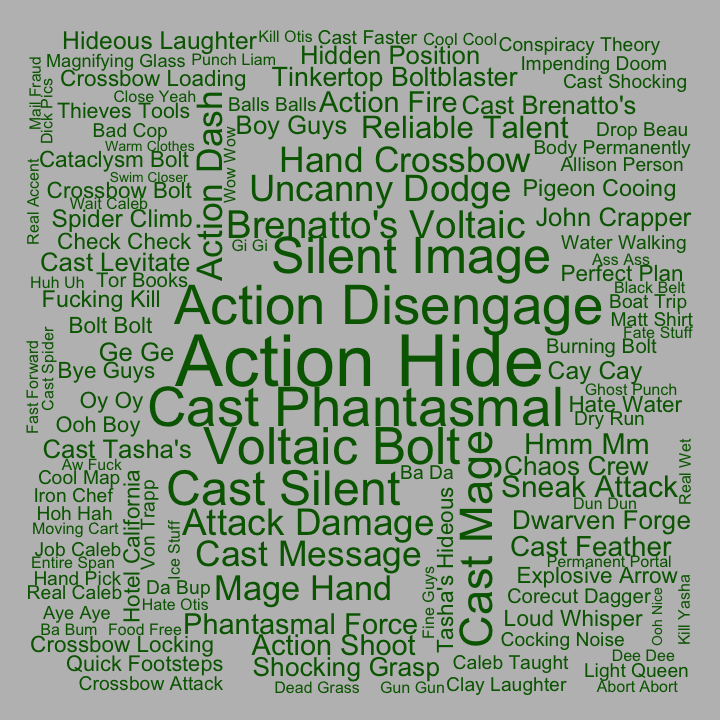 Hideous Laughter
Kill Otis
Cast Faster
Cool Cool
Conspiracy Theory
Magnifying Glass
Punch Liam
Hidden Position
Impending Doom
Crossbow Loading
Tinkertop Boltblaster
Cast Shocking
Mail Fraud
Dick Pics
Close Yeah
Thieves Tools
Action Dash
Balls Balls
Action Fire
Cast Brenatto's
Bad Cop
Boy Guys
Reliable Talent
Drop Beau
Warm Clothes
Wow Wow
Body Permanently
Cataclysm Bolt
Hand Crossbow
Allison Person
Swim Closer
Real Accent
Crossbow Bolt
Uncanny Dodge
Pigeon Cooing
Wait Caleb
Spider Climb
Brenatto's Voltaic
John Crapper
Check Check
Gi Gi
Silent Image
Water Walking
Cast Levitate
Ass Ass
Huh Uh
Tor Books
Perfect Plan
Black Belt
Fucking Kill
Action Disengage
Boat Trip
Bolt Bolt
Matt Shirt
Fate Stuff
Fast Forward
Cast Spider
Ge Ge
Action Hide
Burning Bolt
Bye Guys
Cay Cay
Ghost Punch
Oy Oy
Cast Phantasmal
Hate Water
Ooh Boy
Dry Run
Cast Tasha's
Voltaic Bolt
Hmm Mm
Aw Fuck
Ba Da
Cast Mage
Chaos Crew
Real Wet
Cool Map
Hotel California
Von Trapp
Cast Silent
Sneak Attack
Iron Chef
Dun Dun
Hoh Hah
Tasha's Hideous
Moving Cart
Ice Stuff
Attack Damage
Dwarven Forge
Job Caleb
Cast Message
Cast Feather
Entire Span
Permanent Portal
Hand Pick
Explosive Arrow
Real Caleb
Da Bup
Mage Hand
Fine Guys
Corecut Dagger
Ooh Nice
Kill Yasha
Hate Otis
Aye Aye
Loud Whisper
Ba Bum
Food Free
Phantasmal Force
Crossbow Locking
Action Shoot
Cocking Noise
Quick Footsteps
Shocking Grasp
Caleb Taught
Dee Dee
Light Queen
Crossbow Attack
Dead Grass
Gun Gun
Clay Laughter
Abort Abort